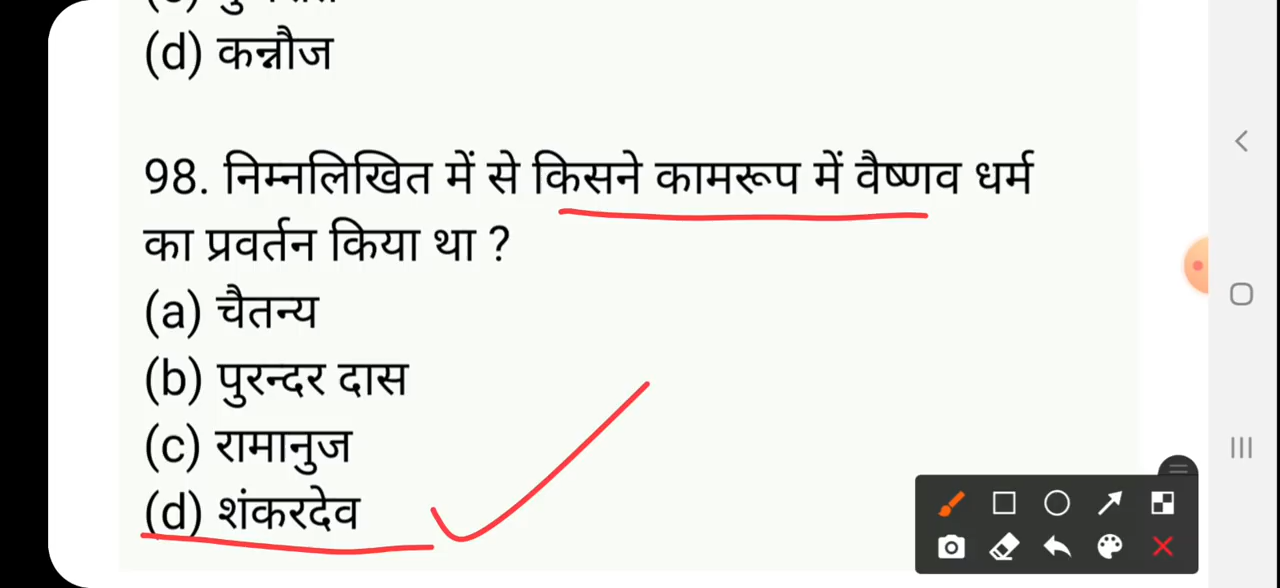 (d) कन्नौज
98. निम्नलिखित में से किसने कामरूप में वैष्णव धर्म
का प्रवर्तन किया था ?
(a) चैतन्य
(b) पुरन्दर दास
(c) रामानुज
(d) शंकरदेव